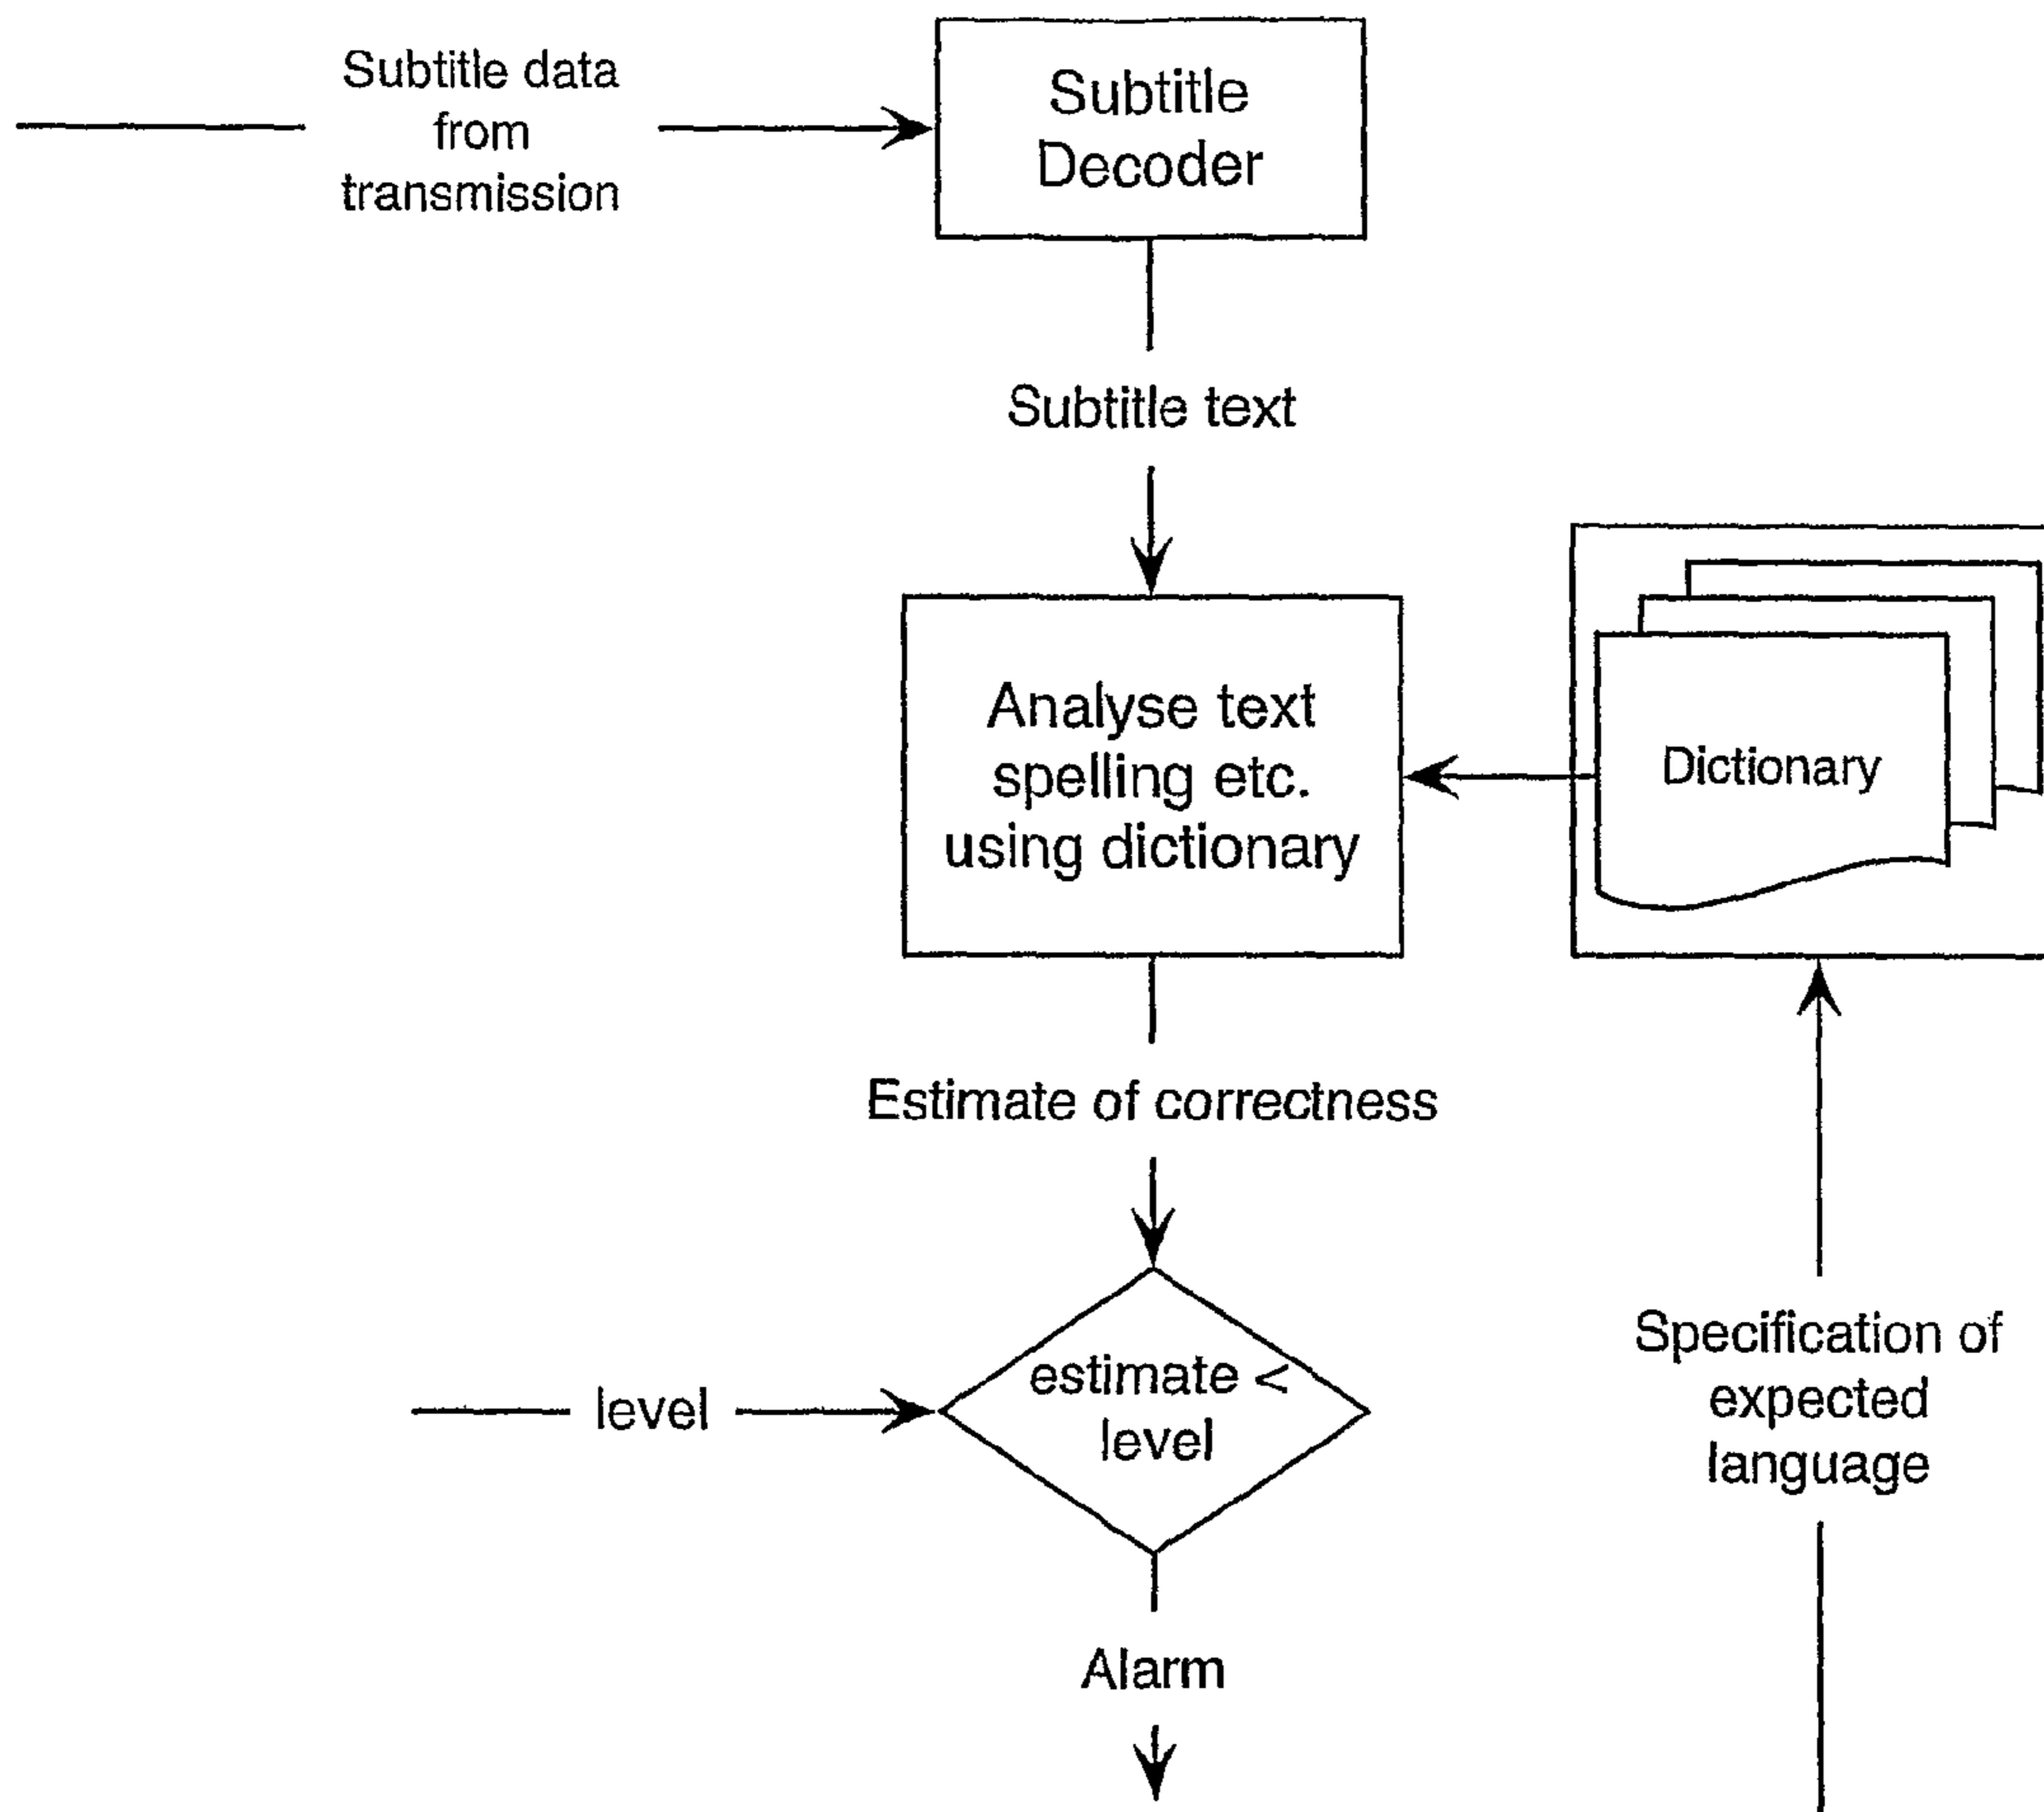 Subtitle data
from
transmission
Subtitle
Decoder
Subtitle text
Analyse text
spelling etc.
using dictionary
Dictionary
Estimate of correctness
estimate <
level
level
Specification of
expected
language
Alarm